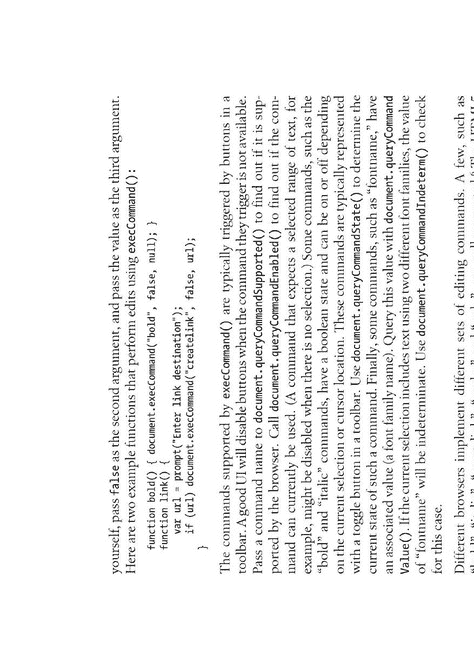 yourself, pass false as the second argument, and pass the value as the third argument.
Here are two example functions that perform edits using execCommand():
function bold() { document.execCommand("bold", false, null); }
function link() {
var url = prompt("Enter link destination");
if (url) document.execCommand("createlink", false, url);
}
The commands supported by execCommand() are typically triggered by buttons in a
toolbar. A good UI will disable buttons when the command they trigger is not available.
Pass a command name to document.queryCommandSupported() to find out if it is sup-
ported by the browser. Call document.queryCommandEnabled() to find out if the com-
mand can currently be used. (A command that expects a selected range of text, for
example, might be disabled when there is no selection.) Some commands, such as the
“bold” and “italic” commands, have a boolean state and can be on or off depending
on the current selection or cursor location. These commands are typically represented
with a toggle button in a toolbar. Use document.queryCommandState() to determine the
current state of such a command. Finally, some commands, such as “fontname,” have
an associated value (a font family name). Query this value with document.queryCommand
Value(). If the current selection includes text using two different font families, the value
of “fontname” will be indeterminate. Use document.queryCommandIndeterm() to check
for this case.
Different browsers implement different sets of editing commands. A few, such as